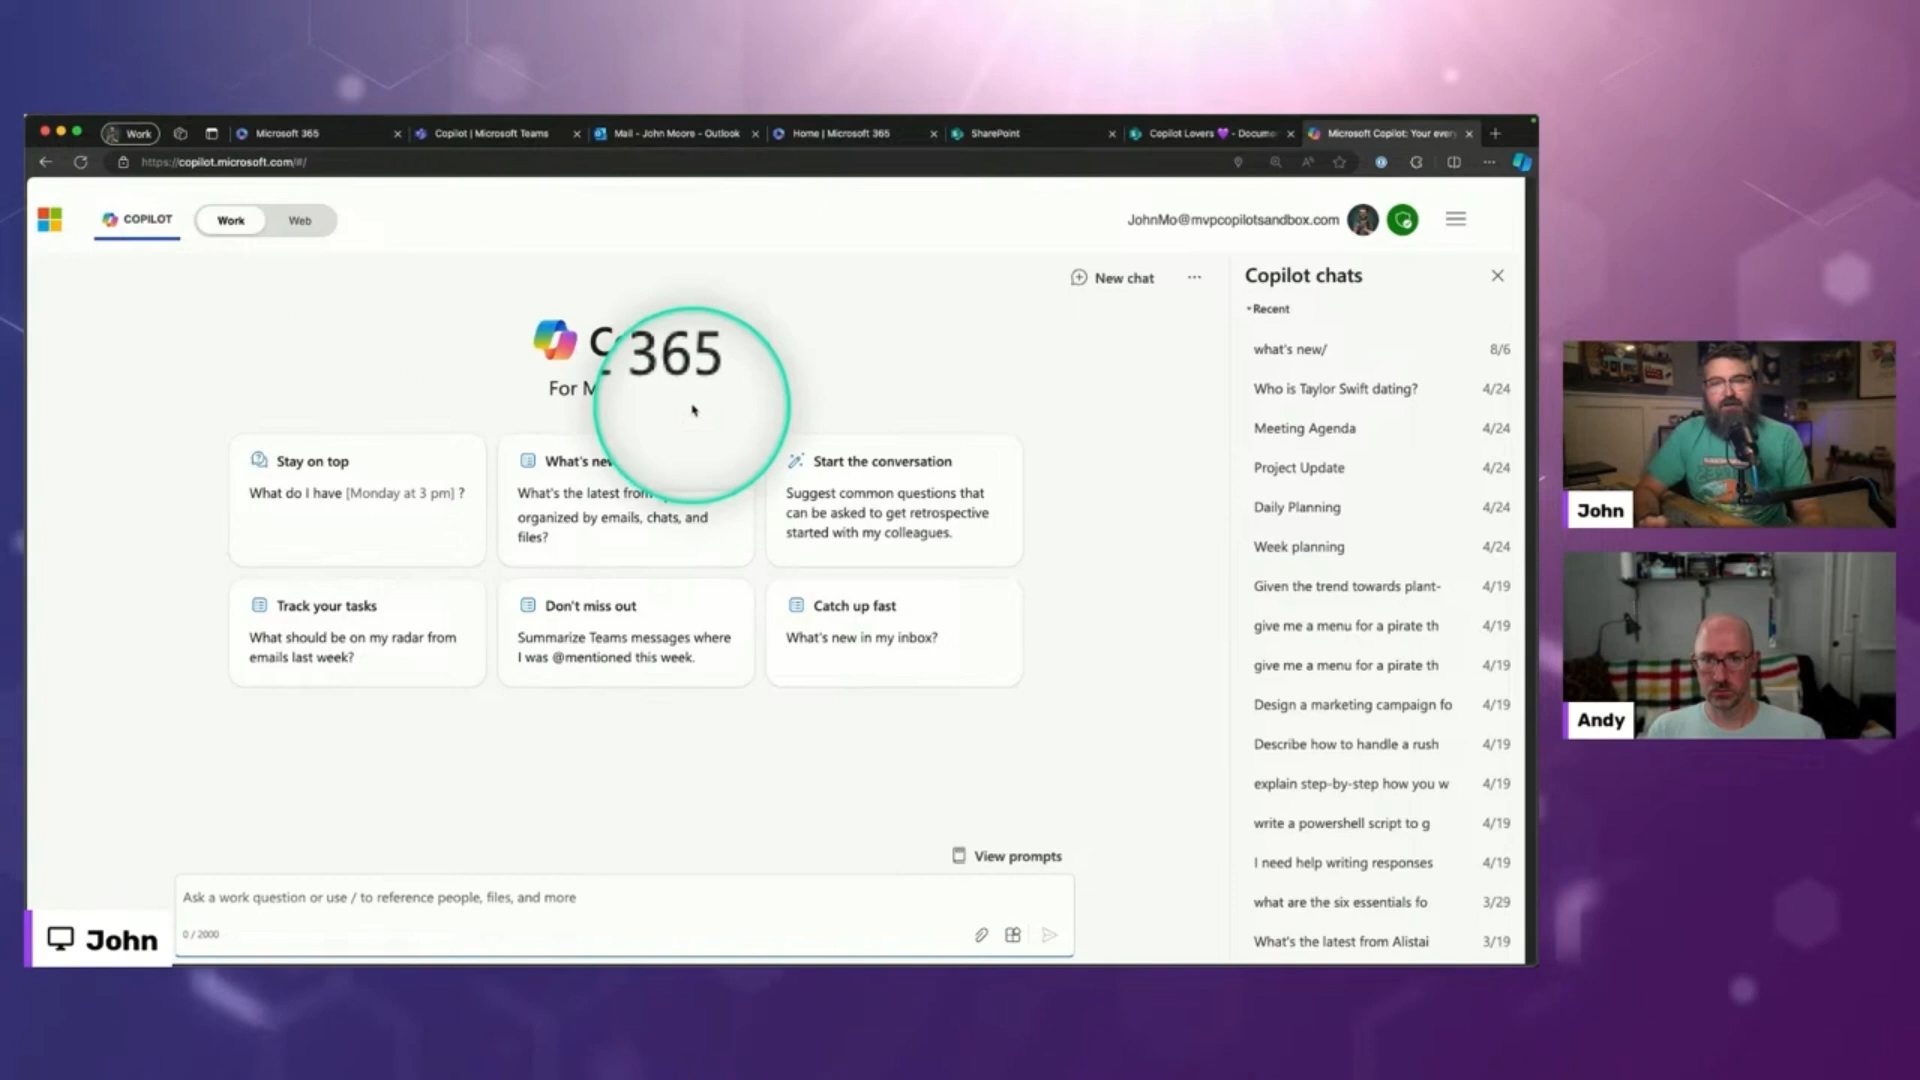 Work
Microsoft 365
Copilot | Microsoft Teams
Mail - John Moore - Outlook
Home | Microsoft 365
SharePoint
Copilot Lovers 💜 - Docume
Microsoft Copilot: Your every
https://copilot.microsoft.com/#/
COPILOT
Work
Web
JohnMo@mvpcopilotsandbox.com
New chat
C
365
For M
Stay on top
What do I have [Monday at 3 pm] ?
What's new
What's the latest from
organized by emails, chats, and
files?
Start the conversation
Suggest common questions that
can be asked to get retrospective
started with my colleagues.
Track your tasks
What should be on my radar from
emails last week?
Don't miss out
Summarize Teams messages where
I was @mentioned this week.
Catch up fast
What's new in my inbox?
View prompts
Ask a work question or use / to reference people, files, and more
0 / 2000
Copilot chats
Recent
what's new/ 8/6
Who is Taylor Swift dating? 4/24
Meeting Agenda 4/24
Project Update 4/24
Daily Planning 4/24
Week planning 4/24
Given the trend towards plant- 4/19
give me a menu for a pirate th 4/19
give me a menu for a pirate th 4/19
Design a marketing campaign fo 4/19
Describe how to handle a rush 4/19
explain step-by-step how you w 4/19
write a powershell script to g 4/19
I need help writing responses 4/19
what are the six essentials fo 3/29
What's the latest from Alistai 3/19
John
John
Andy